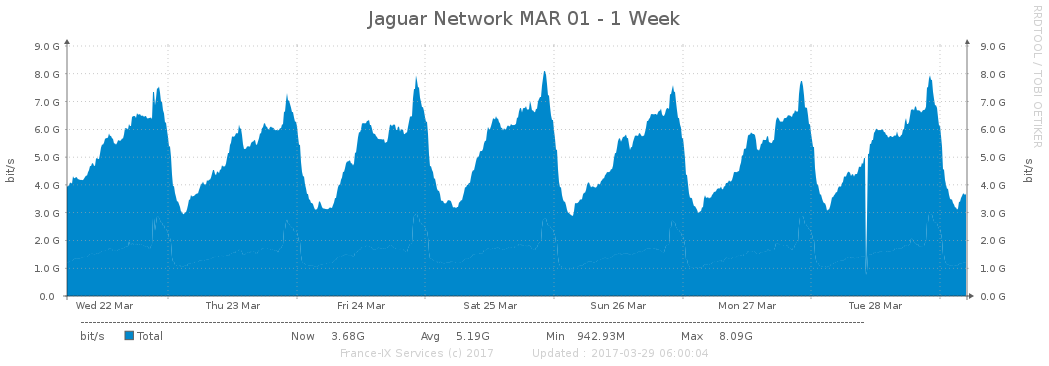 Jaguar Network MAR 01 - 1 Week
RRDTOOL / TOBI OETIKER
bit/s
9.0 G 9.0 G
8.0 G 8.0 G
7.0 G 7.0 G
6.0 G 6.0 G
5.0 G 5.0 G
4.0 G 4.0 G
3.0 G 3.0 G
2.0 G 2.0 G
1.0 G 1.0 G
0.0 0.0 G
bit/s
Wed 22 Mar Thu 23 Mar Fri 24 Mar Sat 25 Mar Sun 26 Mar Mon 27 Mar Tue 28 Mar
bit/s Total Now 3.68G Avg 5.19G Min 942.93M Max 8.09G
France-IX Services (c) 2017 Updated : 2017-03-29 06:00:04